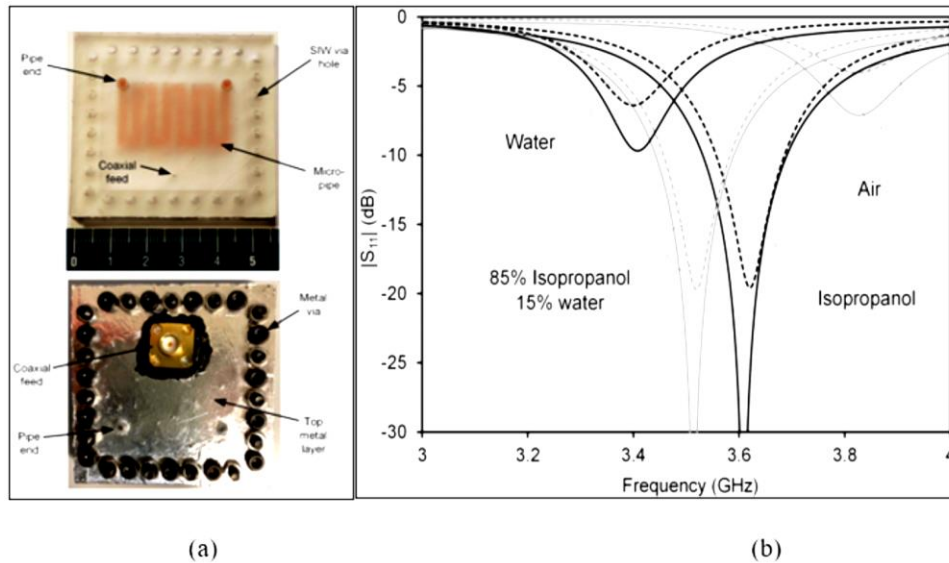 Pipe
end
SIW via
hole
Coaxial
feed
Micro-
pipe
0 1 2 3 4 5
Metal
via
Coaxial
feed
Pipe
end
Top
metal
layer
(a)
0
-5
-10
-15
-20
-25
-30
|S11| (dB)
Water
Air
85% Isopropanol
15% water
Isopropanol
3 3.2 3.4 3.6 3.8 4
Frequency (GHz)
(b)